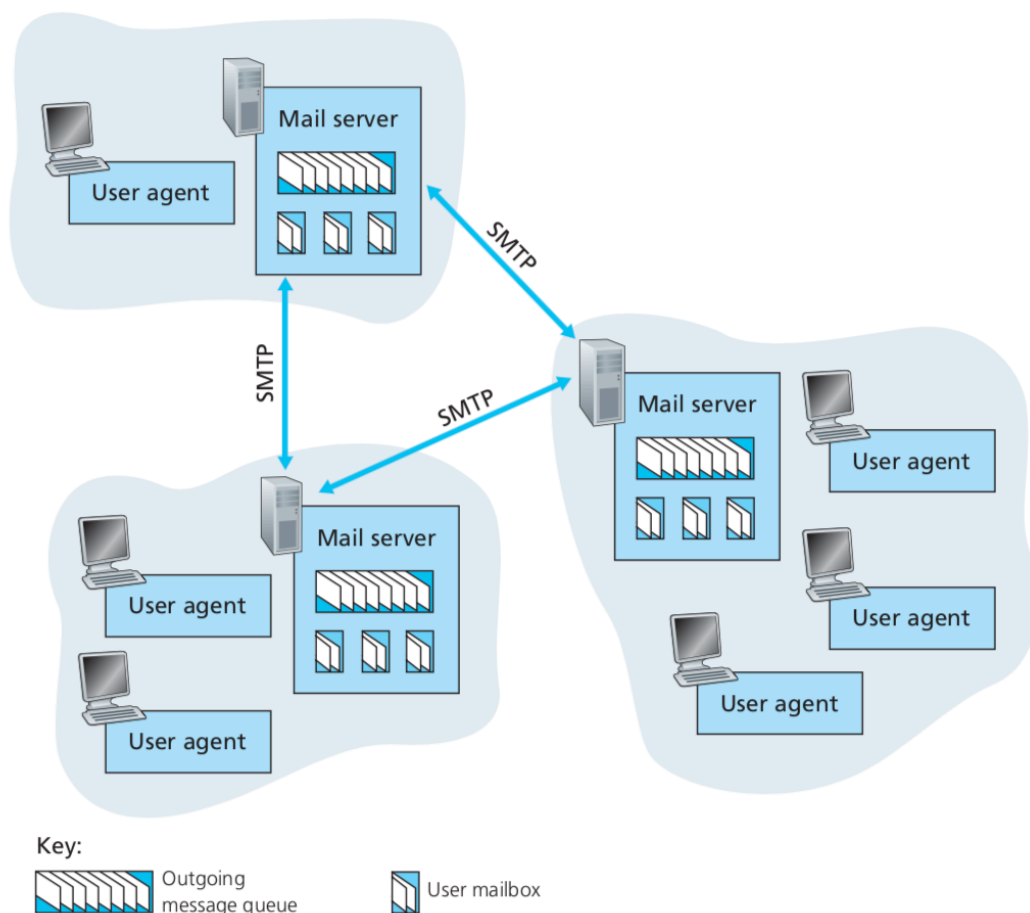 Mail server
User agent
SMTP
SMTP
SMTP
Mail server
User agent
User agent
User agent
Mail server
User agent
User agent
Key:
Outgoing
message queue
User mailbox